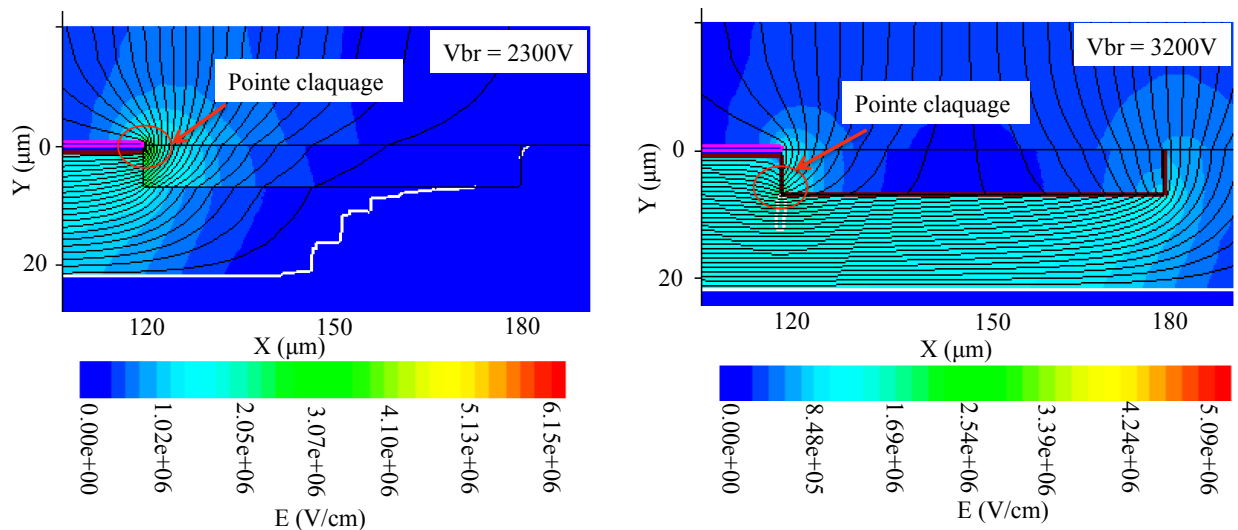 Vbr = 2300V
Pointe claquage
Y (μm)
0
20
120
150
180
X (μm)
0.00e+00
1.02e+06
2.05e+06
3.07e+06
4.10e+06
5.13e+06
6.15e+06
E (V/cm)
Vbr = 3200V
Pointe claquage
Y (μm)
0
20
120
150
180
X (μm)
0.00e+00
8.48e+05
1.69e+06
2.54e+06
3.39e+06
4.24e+06
5.09e+06
E (V/cm)